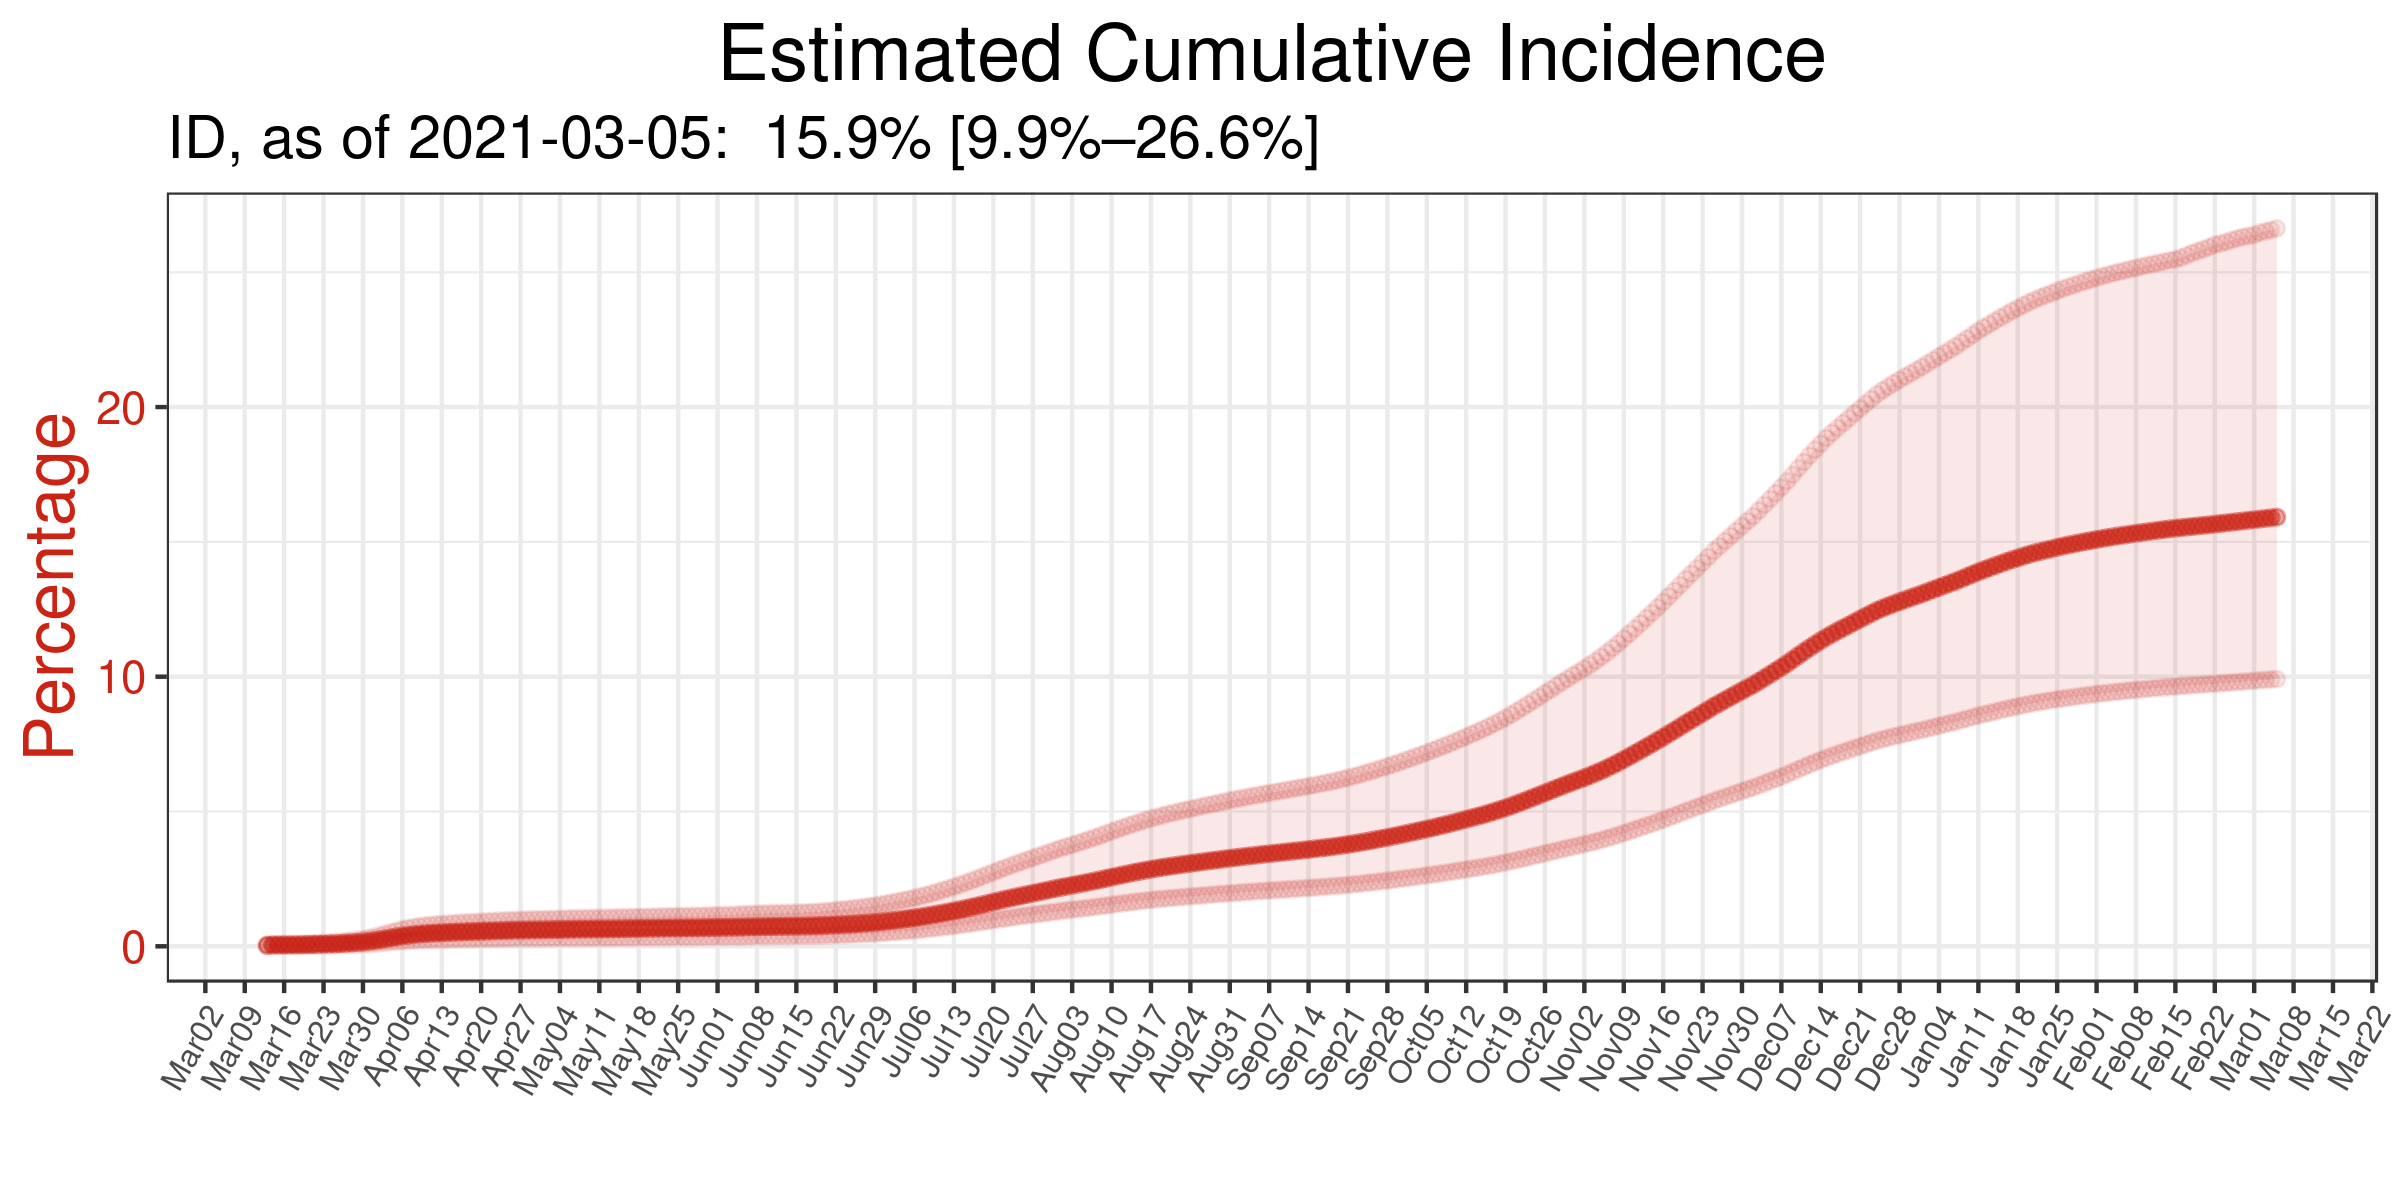 Estimated Cumulative Incidence
ID, as of 2021-03-05:  15.9% [9.9%–26.6%]
Percentage
20
10
0
Mar02 Mar09 Mar16 Mar23 Mar30 Apr06 Apr13 Apr20 Apr27 May04 May11 May18 May25 Jun01 Jun08 Jun15 Jun22 Jun29 Jul06 Jul13 Jul20 Jul27 Aug03 Aug10 Aug17 Aug24 Aug31 Sep07 Sep14 Sep21 Sep28 Oct05 Oct12 Oct19 Oct26 Nov02 Nov09 Nov16 Nov23 Nov30 Dec07 Dec14 Dec21 Dec28 Jan04 Jan11 Jan18 Jan25 Feb01 Feb08 Feb15 Feb22 Mar01 Mar08 Mar15 Mar22